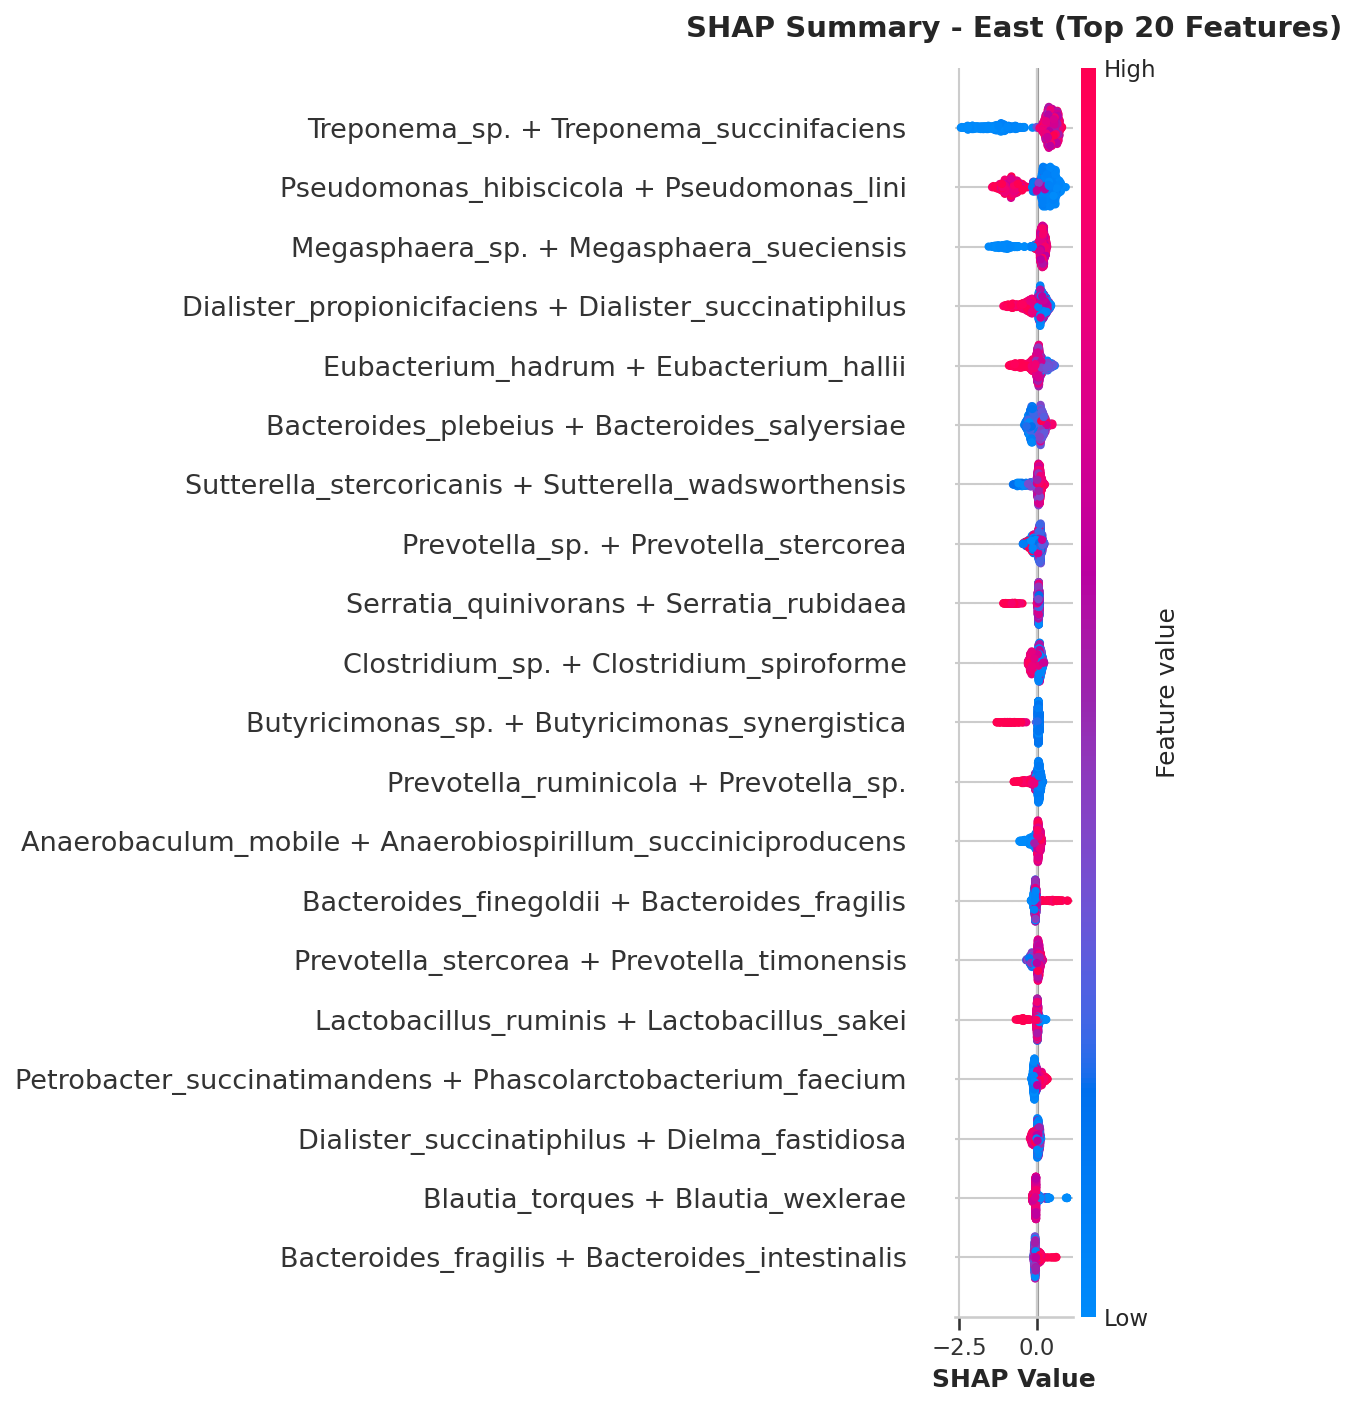 SHAP Summary - East (Top 20 Features)
High
Treponema_sp. + Treponema_succinifaciens
Pseudomonas_hibiscicola + Pseudomonas_lini
Megasphaera_sp. + Megasphaera_sueciensis
Dialister_propionicifaciens + Dialister_succinatiphilus
Eubacterium_hadrum + Eubacterium_hallii
Bacteroides_plebeius + Bacteroides_salyersiae
Sutterella_stercoricanis + Sutterella_wadsworthensis
Prevotella_sp. + Prevotella_stercorea
Serratia_quinivorans + Serratia_rubidaea
Clostridium_sp. + Clostridium_spiroforme
Butyricimonas_sp. + Butyricimonas_synergistica
Prevotella_ruminicola + Prevotella_sp.
Anaerobaculum_mobile + Anaerobiospirillum_succiniciproducens
Bacteroides_finegoldii + Bacteroides_fragilis
Prevotella_stercorea + Prevotella_timonensis
Lactobacillus_ruminis + Lactobacillus_sakei
Petrobacter_succinatimandens + Phascolarctobacterium_faecium
Dialister_succinatiphilus + Dielma_fastidiosa
Blautia_torques + Blautia_wexlerae
Bacteroides_fragilis + Bacteroides_intestinalis
Feature value
Low
−2.5 0.0
SHAP Value